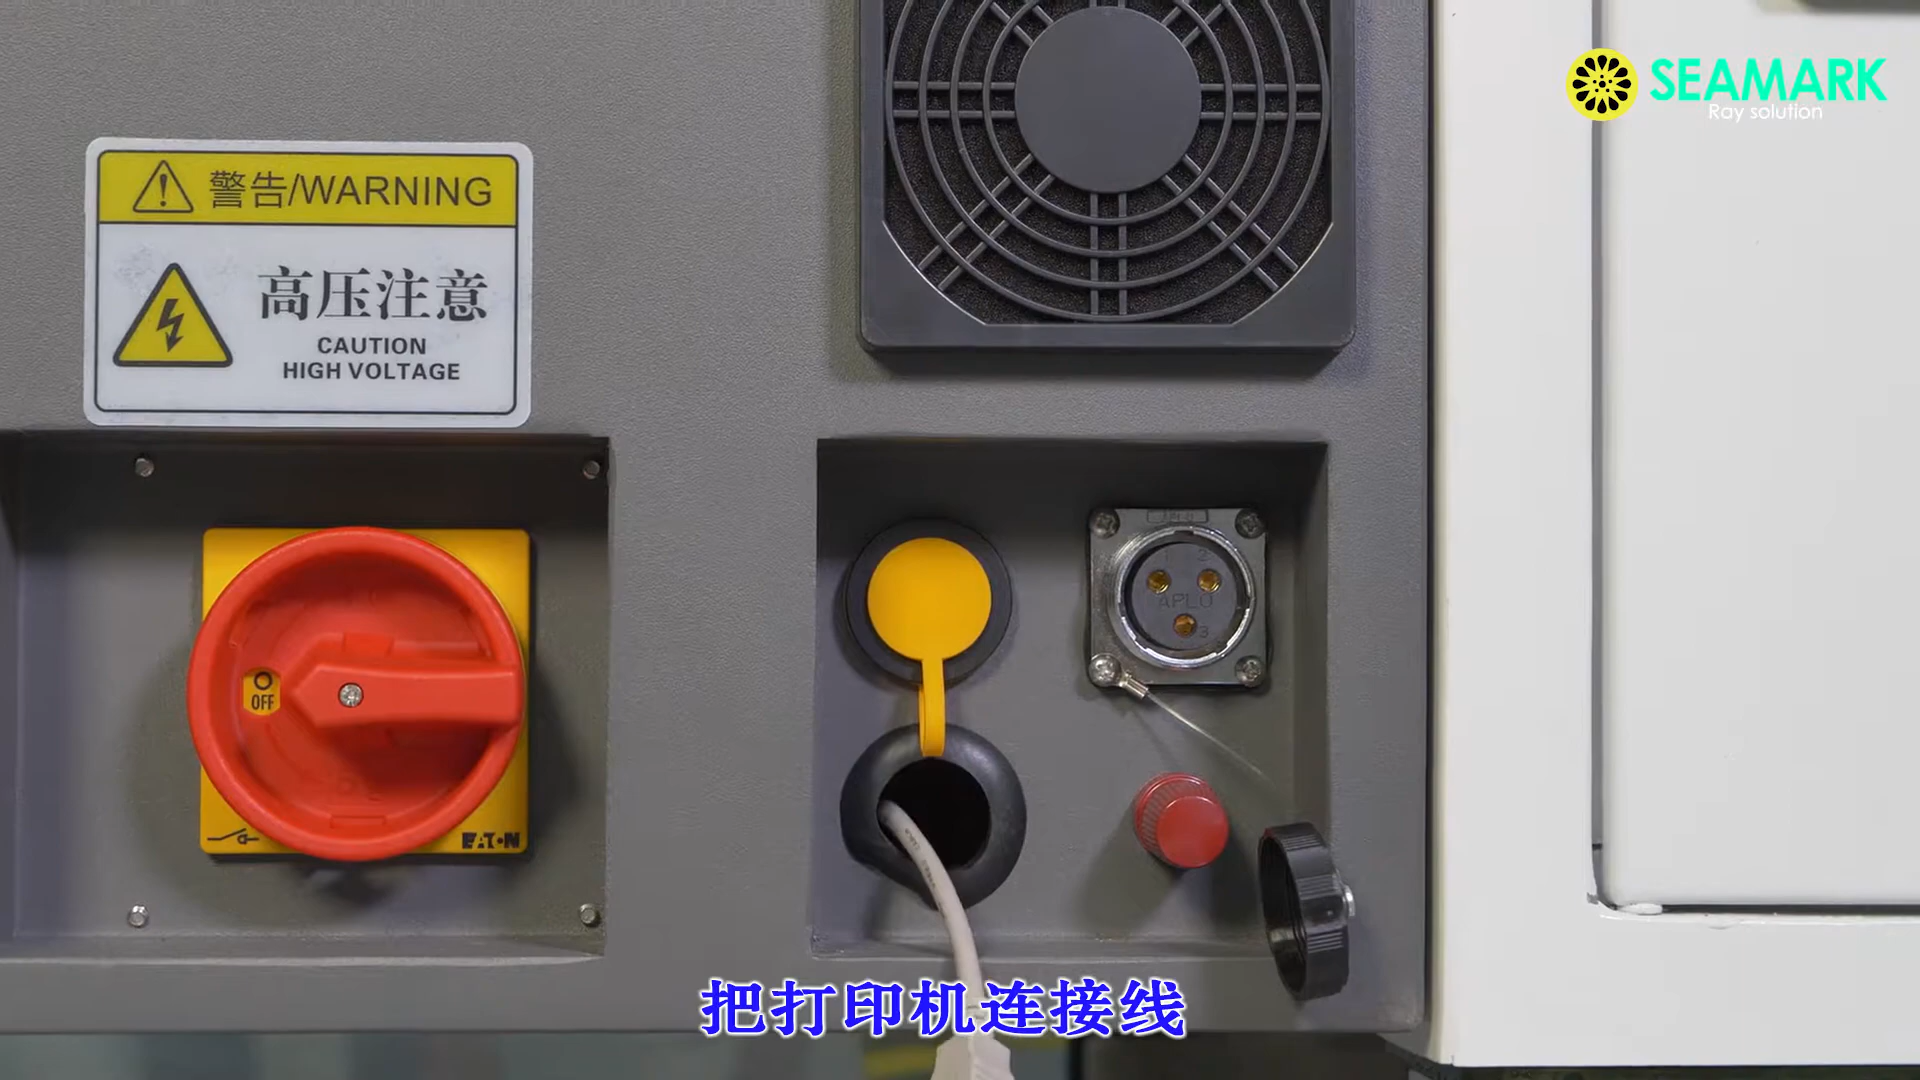 SEAMARK
Ray solution
警告/WARNING
高压注意
CAUTION
HIGH VOLTAGE
1 2
APLU
3
OFF
EAT•N
把打印机连接线